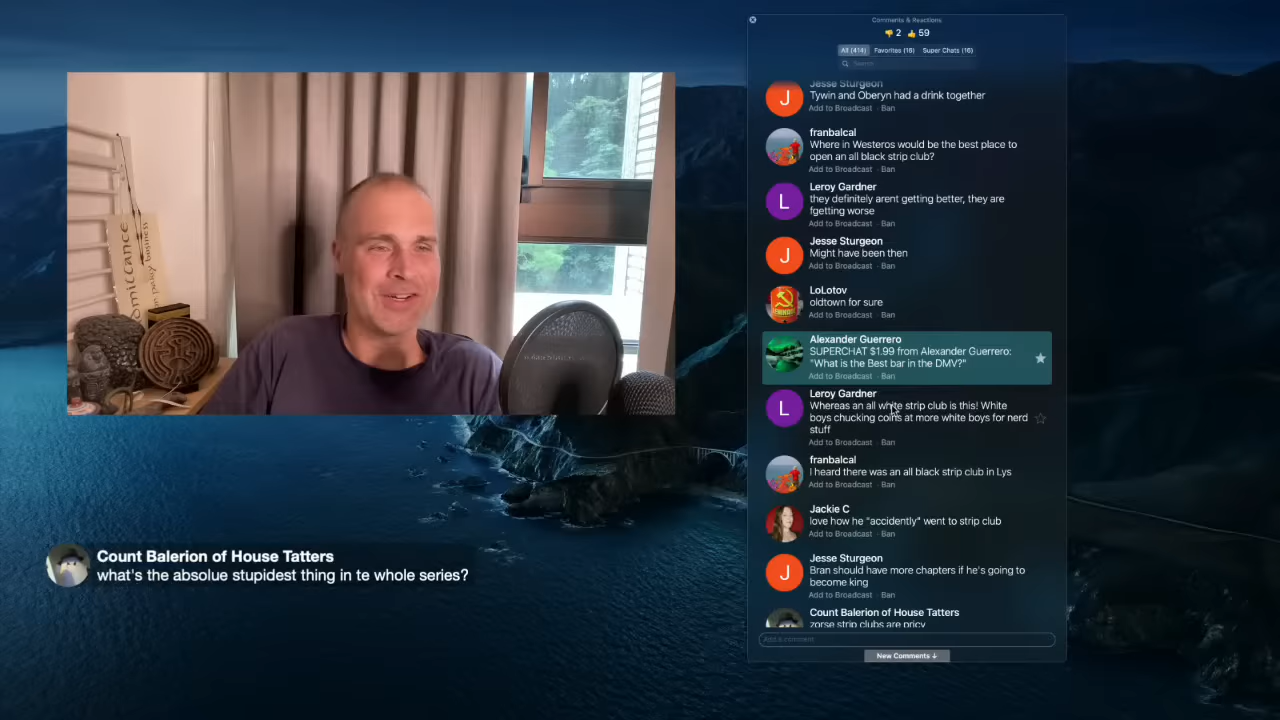 Comments & Reactions
👎 2 👍 59
All (414) Favorites (19) Super Chats (16)
Search
Jesse Sturgeon
Tywin and Oberyn had a drink together
Add to Broadcast · Ban
franbalcal
Where in Westeros would be the best place to
open an all black strip club?
Add to Broadcast · Ban
L
Leroy Gardner
they definitely arent getting better, they are
fgetting worse
Add to Broadcast · Ban
J
Jesse Sturgeon
Might have been then
Add to Broadcast · Ban
LoLotov
oldtown for sure
Add to Broadcast · Ban
Alexander Guerrero
SUPERCHAT $1.99 from Alexander Guerrero:
"What is the Best bar in the DMV?"
Add to Broadcast · Ban
L
Leroy Gardner
Whereas an all white strip club is this! White
boys chucking coins at more white boys for nerd
stuff
Add to Broadcast · Ban
franbalcal
I heard there was an all black strip club in Lys
Add to Broadcast · Ban
Jackie C
love how he "accidently" went to strip club
Add to Broadcast · Ban
J
Jesse Sturgeon
Bran should have more chapters if he's going to
become king
Add to Broadcast · Ban
Count Balerion of House Tatters
zorse strip clubs are pricy
Add a comment
New Comments ↓
J
Count Balerion of House Tatters
what's the absolue stupidest thing in te whole series?
monkey business